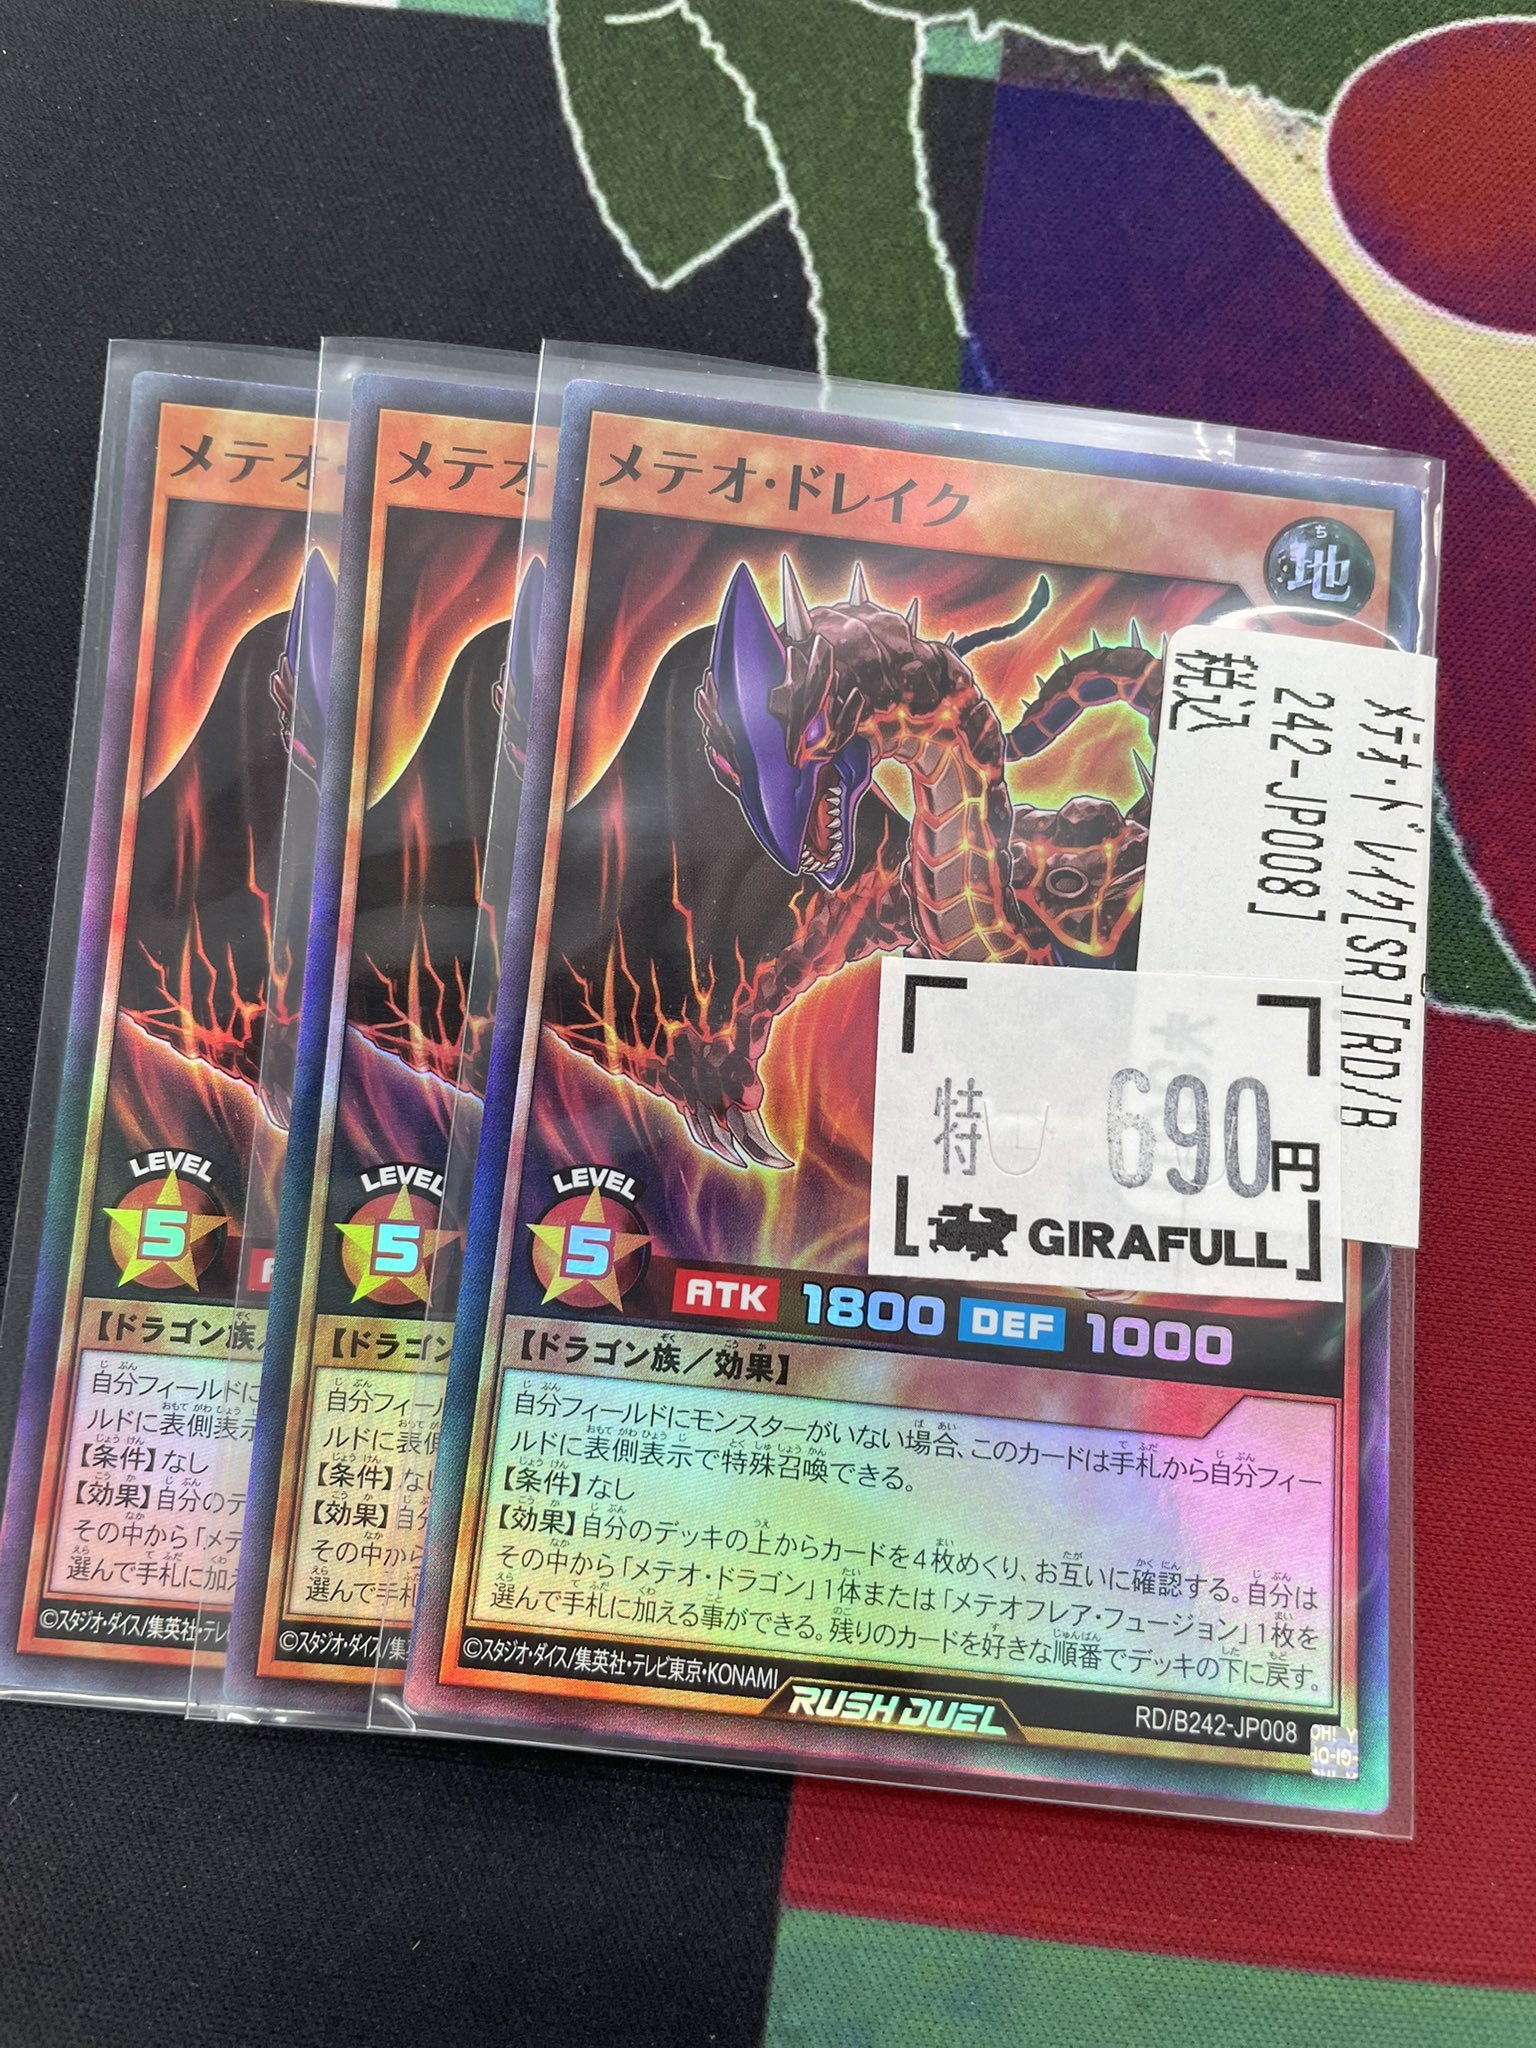 メテオ・
メテオ
メテオ・ドレイク
ち
地
税込
メテオ・ドレイク[SR][RD/B
242-JP008]
特
付
690円
GIRAFULL
LEVEL
5
LEVEL
5
LEVEL
5
ATK 1800 DEF 1000
【ドラゴン族/
自分フィールドに
ルドに表側表示
【条件】なし
【効果】自分のデ
その中から「メテ
選んで手札に加え
©スタジオ・ダイス/集英社・テレ
【ドラゴン
自分フィール
ルドに表側
【条件】なし
【効果】自分
その中から
選んで手札
©スタジオ・ダイス/集
【ドラゴン族/効果】
自分フィールドにモンスターがいない場合、このカードは手札から自分フィー
ルドに表側表示で特殊召喚できる。
【条件】なし
【効果】自分のデッキの上からカードを4枚めくり、お互いに確認する。自分は
その中から「メテオ・ドラゴン」1体または「メテオフレア・フュージョン」1枚を
選んで手札に加える事ができる。残りのカードを好きな順番でデッキの下に戻す。
©スタジオ・ダイス/集英社・テレビ東京・KONAMI
RUSH DUEL
RD/B242-JP008